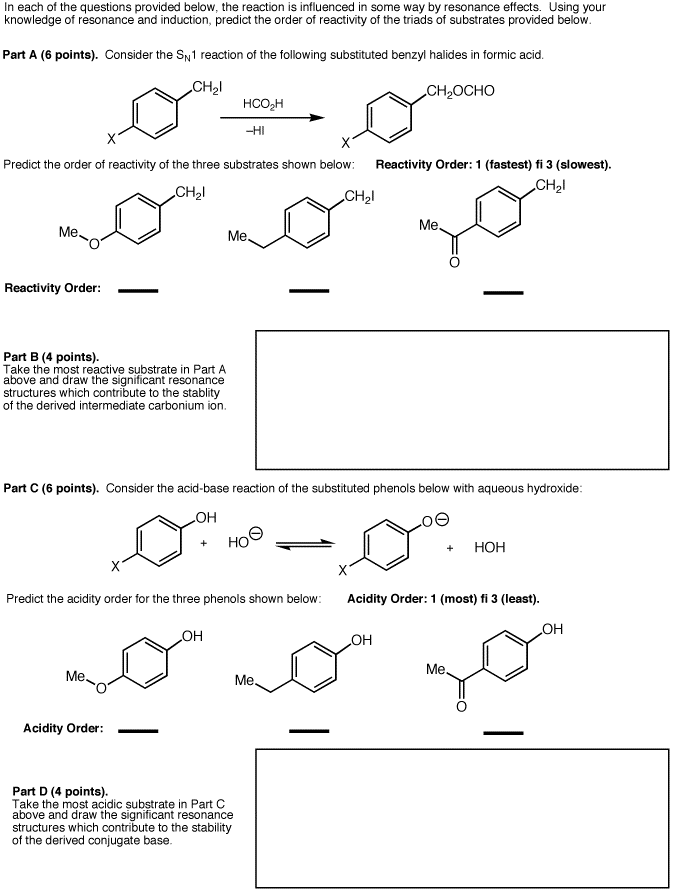 In each of the questions provided below, the reaction is influenced in some way by resonance effects. Using your
knowledge of resonance and induction, predict the order of reactivity of the triads of substrates provided below.
Part A (6 points). Consider the SN1 reaction of the following substituted benzyl halides in formic acid.
CH2I
HCO2H
–HI
CH2OCHO
X
X
Predict the order of reactivity of the three substrates shown below: Reactivity Order: 1 (fastest) fi 3 (slowest).
CH2I
CH2I
CH2I
Me
O
Me
Me
O
Reactivity Order:
Part B (4 points).
Take the most reactive substrate in Part A
above and draw the significant resonance
structures which contribute to the stablity
of the derived intermediate carbonium ion.
Part C (6 points). Consider the acid-base reaction of the substituted phenols below with aqueous hydroxide:
OH
+
HO⊖
O⊖
+
HOH
X
X
Predict the acidity order for the three phenols shown below: Acidity Order: 1 (most) fi 3 (least).
OH
OH
OH
Me
O
Me
Me
O
Acidity Order:
Part D (4 points).
Take the most acidic substrate in Part C
above and draw the significant resonance
structures which contribute to the stability
of the derived conjugate base.